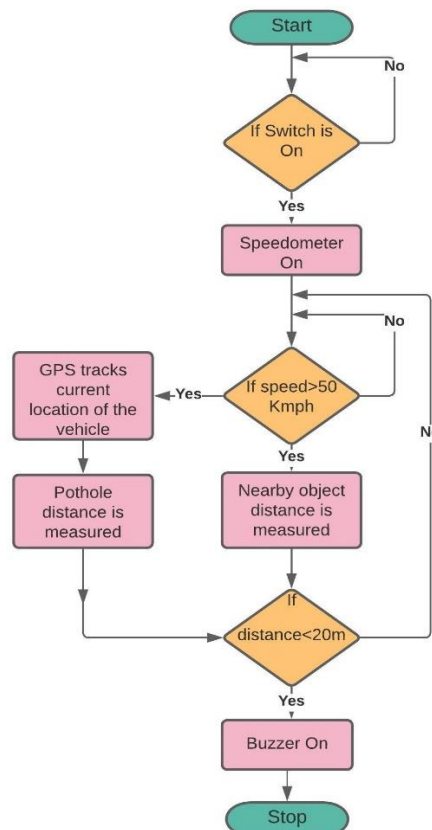 Start
No
If Switch is
On
Yes
Speedometer
On
No
GPS tracks
current
location of the
vehicle
Yes
If speed>50
Kmph
No
Yes
Pothole
distance is
measured
Nearby object
distance is
measured
If
distance<20m
Yes
Buzzer On
Stop